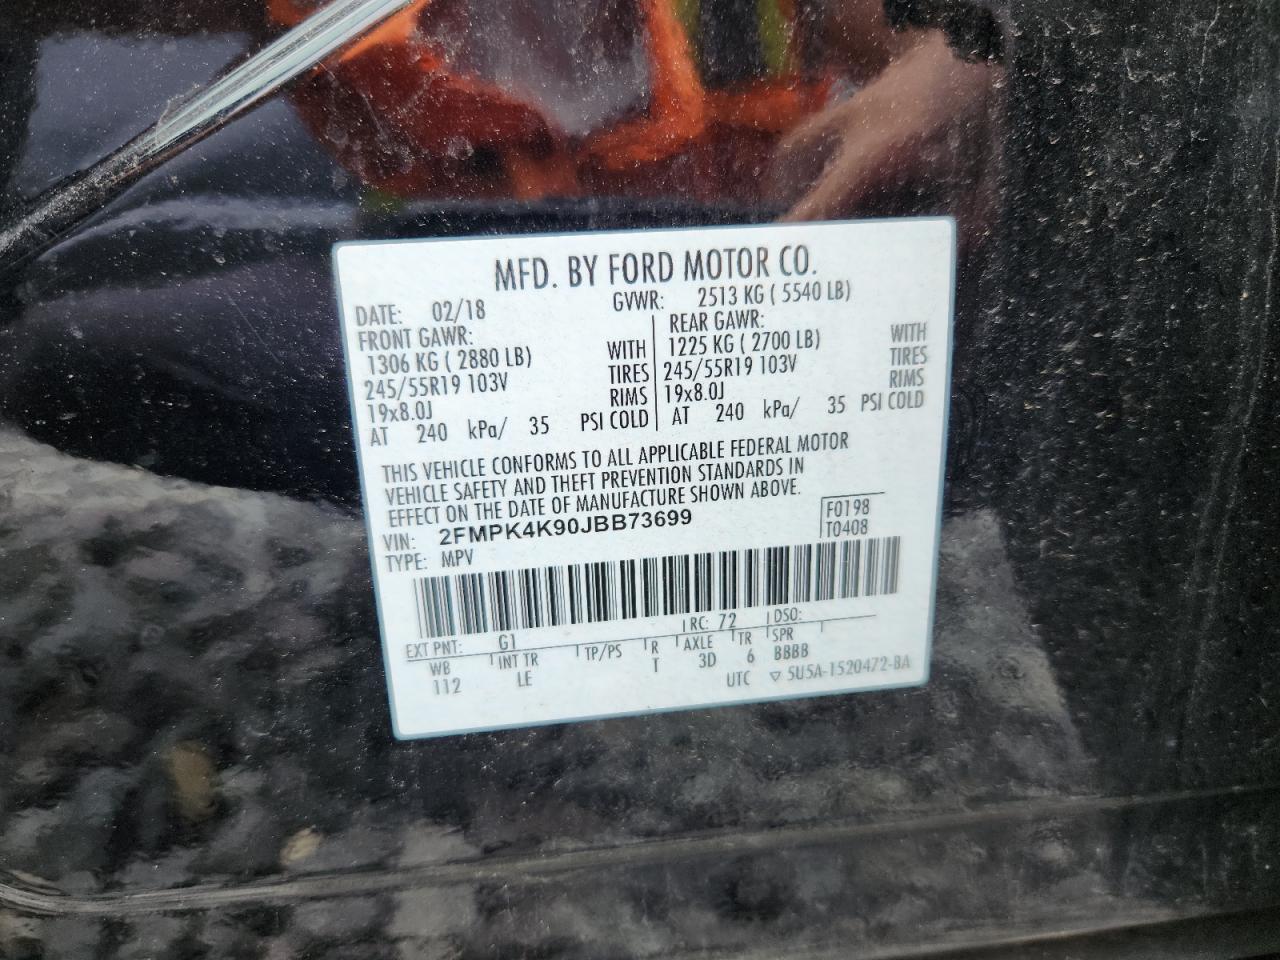 MFD. BY FORD MOTOR CO.
DATE: 02/18 GVWR: 2513 KG ( 5540 LB)
FRONT GAWR: REAR GAWR:
1306 KG ( 2880 LB) WITH 1225 KG ( 2700 LB) WITH
245/55R19 103V TIRES 245/55R19 103V TIRES
19x8.0J RIMS 19x8.0J RIMS
AT 240 kPa/ 35 PSI COLD AT 240 kPa/ 35 PSI COLD
THIS VEHICLE CONFORMS TO ALL APPLICABLE FEDERAL MOTOR
VEHICLE SAFETY AND THEFT PREVENTION STANDARDS IN
EFFECT ON THE DATE OF MANUFACTURE SHOWN ABOVE.
VIN: 2FMPK4K90JBB73699 F0198
TYPE: MPV T0408
EXT PNT: G1 RC: 72 DSO:
WB INT TR TP/PS R AXLE TR SPR
112 LE T 3D 6 BBBB
UTC ▽ 5U5A-1520472-BA